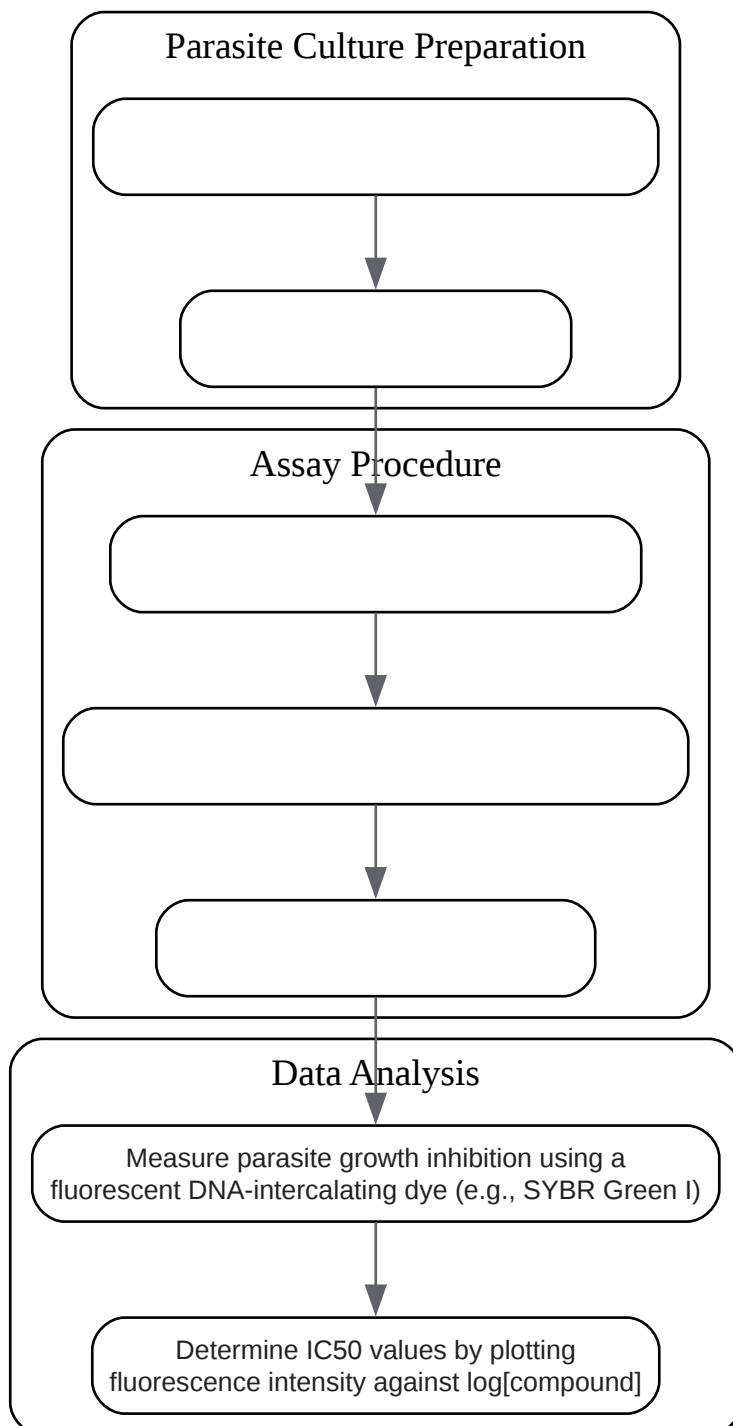 Parasite Culture Preparation
Assay Procedure
Data Analysis
Measure parasite growth inhibition using a
fluorescent DNA-intercalating dye (e.g., SYBR Green I)
Determine IC50 values by plotting
fluorescence intensity against log[compound]